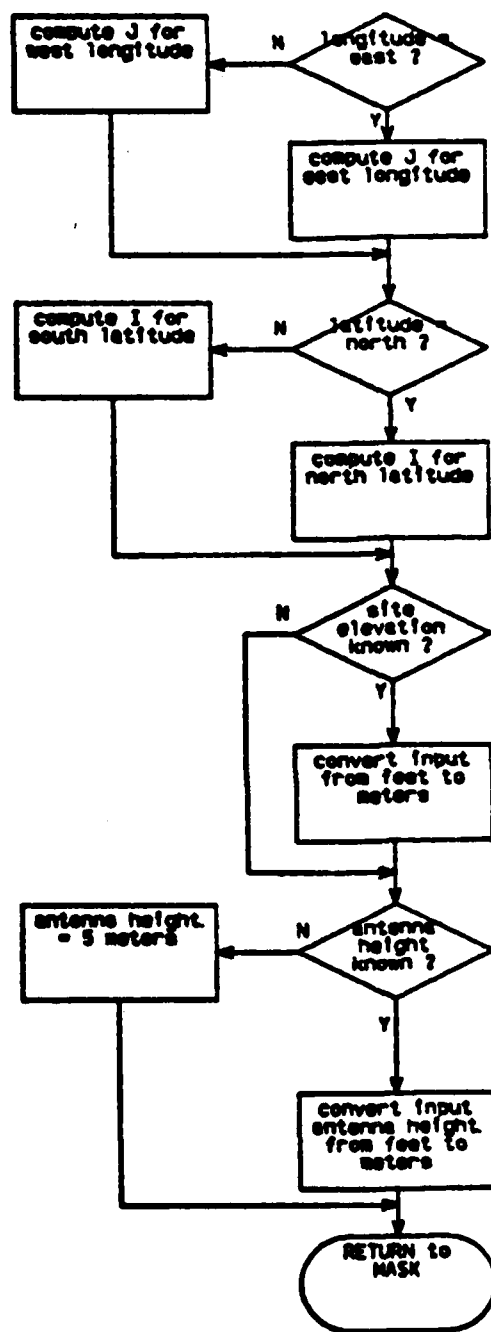 compute J for
west longitude
N
longitude =
east ?
Y
compute J for
east longitude
compute I for
south latitude
N
latitude =
north ?
Y
compute I for
north latitude
N
site
elevation
known ?
Y
convert input
from feet to
meters
antenna height
= 5 meters
N
antenna
height
known ?
Y
convert input
antenna height
from feet to
meters
RETURN to
MASK